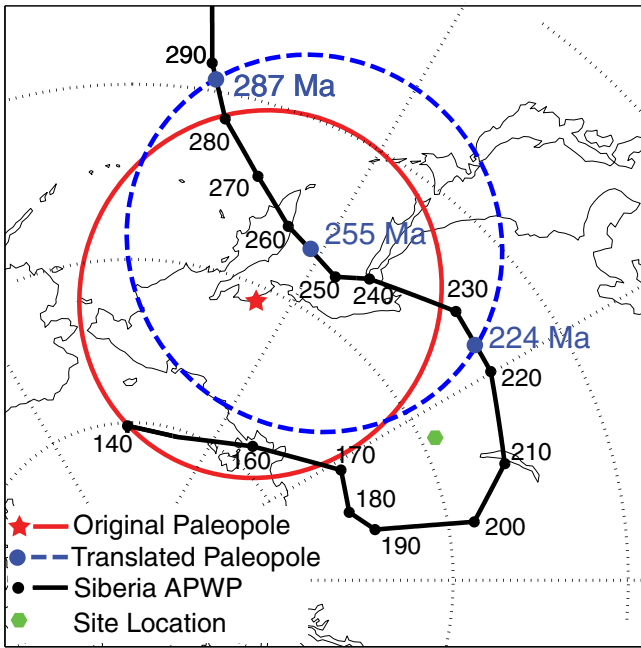 290
287 Ma
280
270
260
255 Ma
250
240
230
224 Ma
220
210
140
160
170
180
190
200
Original Paleopole
Translated Paleopole
Siberia APWP
Site Location